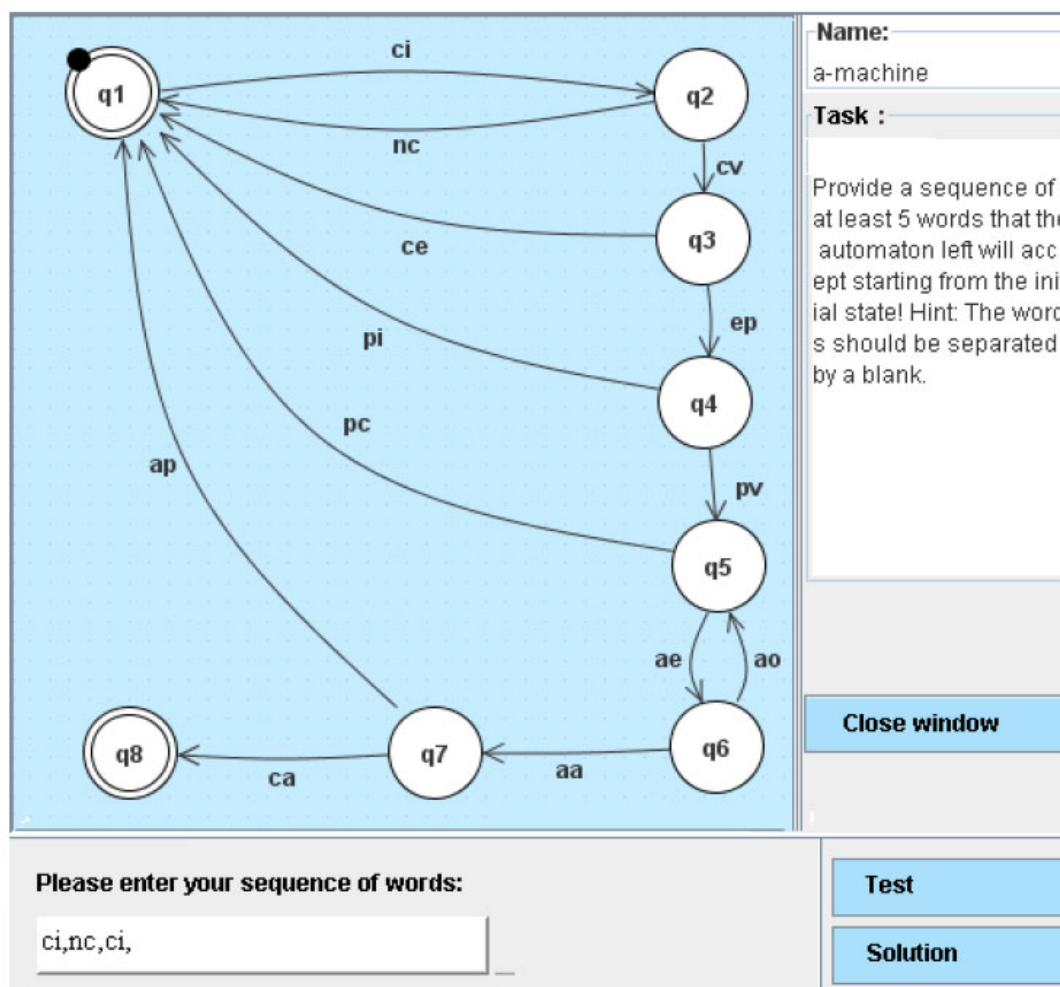 ci
q1
q2
nc
cv
ce
q3
ep
pi
q4
pc
pv
ap
q5
ae
ao
q8
q7
q6
ca
aa
Name:
a-machine
Task :
Provide a sequence of
at least 5 words that the
automaton left will acc
ept starting from the ini
ial state! Hint: The word
s should be separated
by a blank.
Close window
Please enter your sequence of words:
ci,nc,ci,
Test
Solution